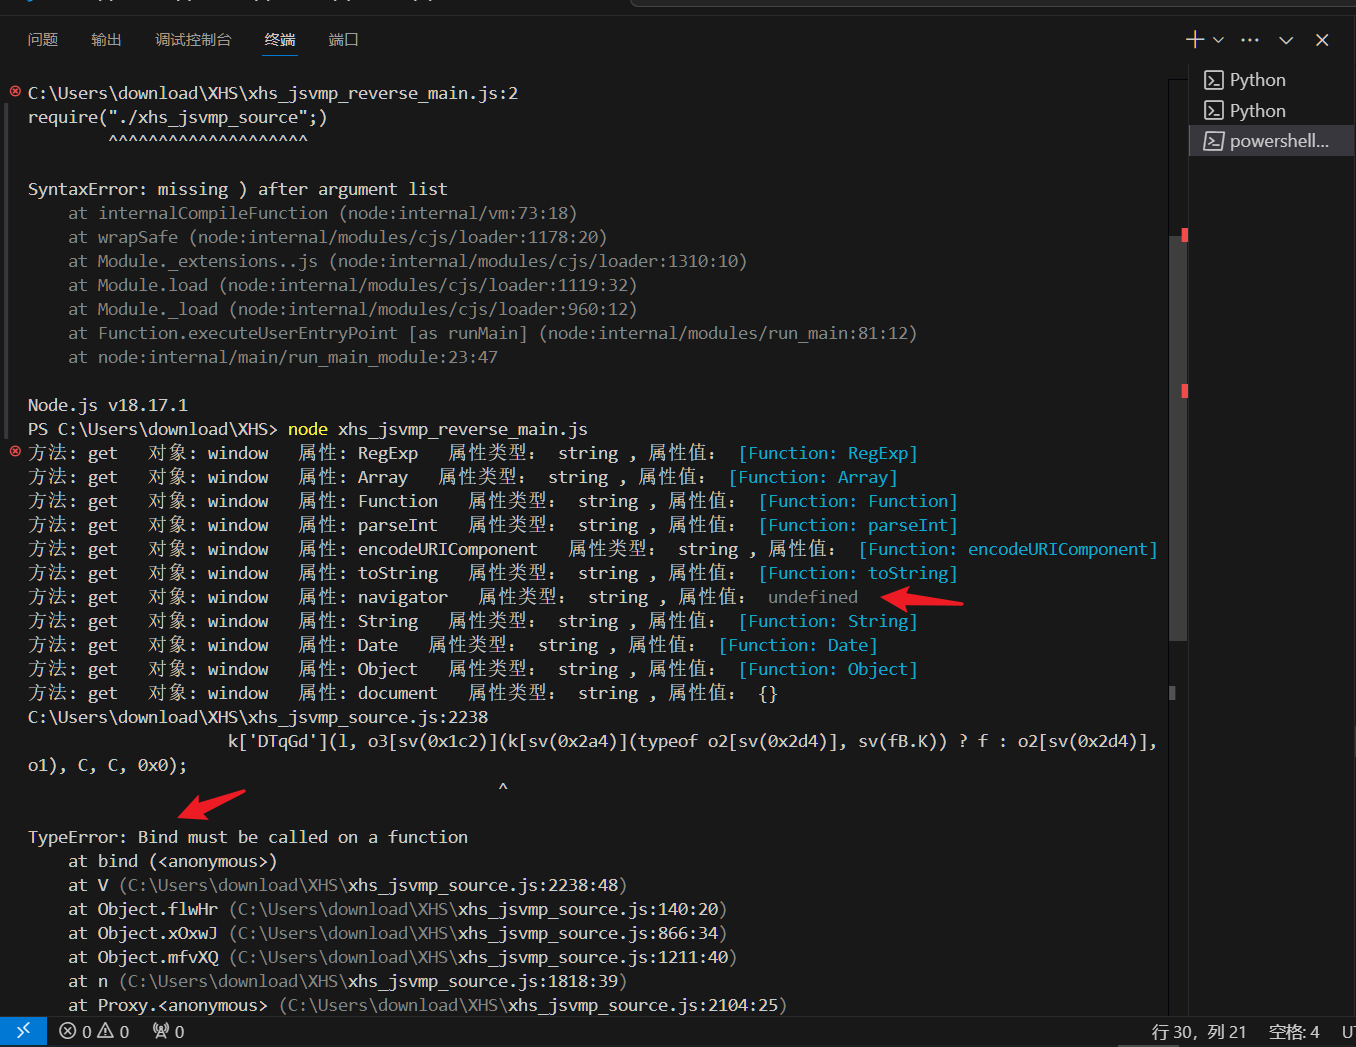 问题 输出 调试控制台 终端 端口
Python
Python
powershell...
C:\Users\download\XHS\xhs_jsvmp_reverse_main.js:2
require("./xhs_jsvmp_source";)
^^^^^^^^^^^^^^^^^^^^
SyntaxError: missing ) after argument list
at internalCompileFunction (node:internal/vm:73:18)
at wrapSafe (node:internal/modules/cjs/loader:1178:20)
at Module._extensions..js (node:internal/modules/cjs/loader:1310:10)
at Module.load (node:internal/modules/cjs/loader:1119:32)
at Module._load (node:internal/modules/cjs/loader:960:12)
at Function.executeUserEntryPoint [as runMain] (node:internal/modules/run_main:81:12)
at node:internal/main/run_main_module:23:47
Node.js v18.17.1
PS C:\Users\download\XHS> node xhs_jsvmp_reverse_main.js
方法: get 对象: window 属性: RegExp 属性类型: string , 属性值: [Function: RegExp]
方法: get 对象: window 属性: Array 属性类型: string , 属性值: [Function: Array]
方法: get 对象: window 属性: Function 属性类型: string , 属性值: [Function: Function]
方法: get 对象: window 属性: parseInt 属性类型: string , 属性值: [Function: parseInt]
方法: get 对象: window 属性: encodeURIComponent 属性类型: string , 属性值: [Function: encodeURIComponent]
方法: get 对象: window 属性: toString 属性类型: string , 属性值: [Function: toString]
方法: get 对象: window 属性: navigator 属性类型: string , 属性值: undefined
方法: get 对象: window 属性: String 属性类型: string , 属性值: [Function: String]
方法: get 对象: window 属性: Date 属性类型: string , 属性值: [Function: Date]
方法: get 对象: window 属性: Object 属性类型: string , 属性值: [Function: Object]
方法: get 对象: window 属性: document 属性类型: string , 属性值: {}
C:\Users\download\XHS\xhs_jsvmp_source.js:2238
k['DTqGd'](l, o3[sv(0x1c2)](k[sv(0x2a4)](typeof o2[sv(0x2d4)], sv(fB.K)) ? f : o2[sv(0x2d4)],
o1), C, C, 0x0);
^
TypeError: Bind must be called on a function
at bind (<anonymous>)
at V (C:\Users\download\XHS\xhs_jsvmp_source.js:2238:48)
at Object.flwHr (C:\Users\download\XHS\xhs_jsvmp_source.js:140:20)
at Object.xOxwJ (C:\Users\download\XHS\xhs_jsvmp_source.js:866:34)
at Object.mfvXQ (C:\Users\download\XHS\xhs_jsvmp_source.js:1211:40)
at n (C:\Users\download\XHS\xhs_jsvmp_source.js:1818:39)
at Proxy.<anonymous> (C:\Users\download\XHS\xhs_jsvmp_source.js:2104:25)
0 0 0 行 30, 列 21 空格: 4